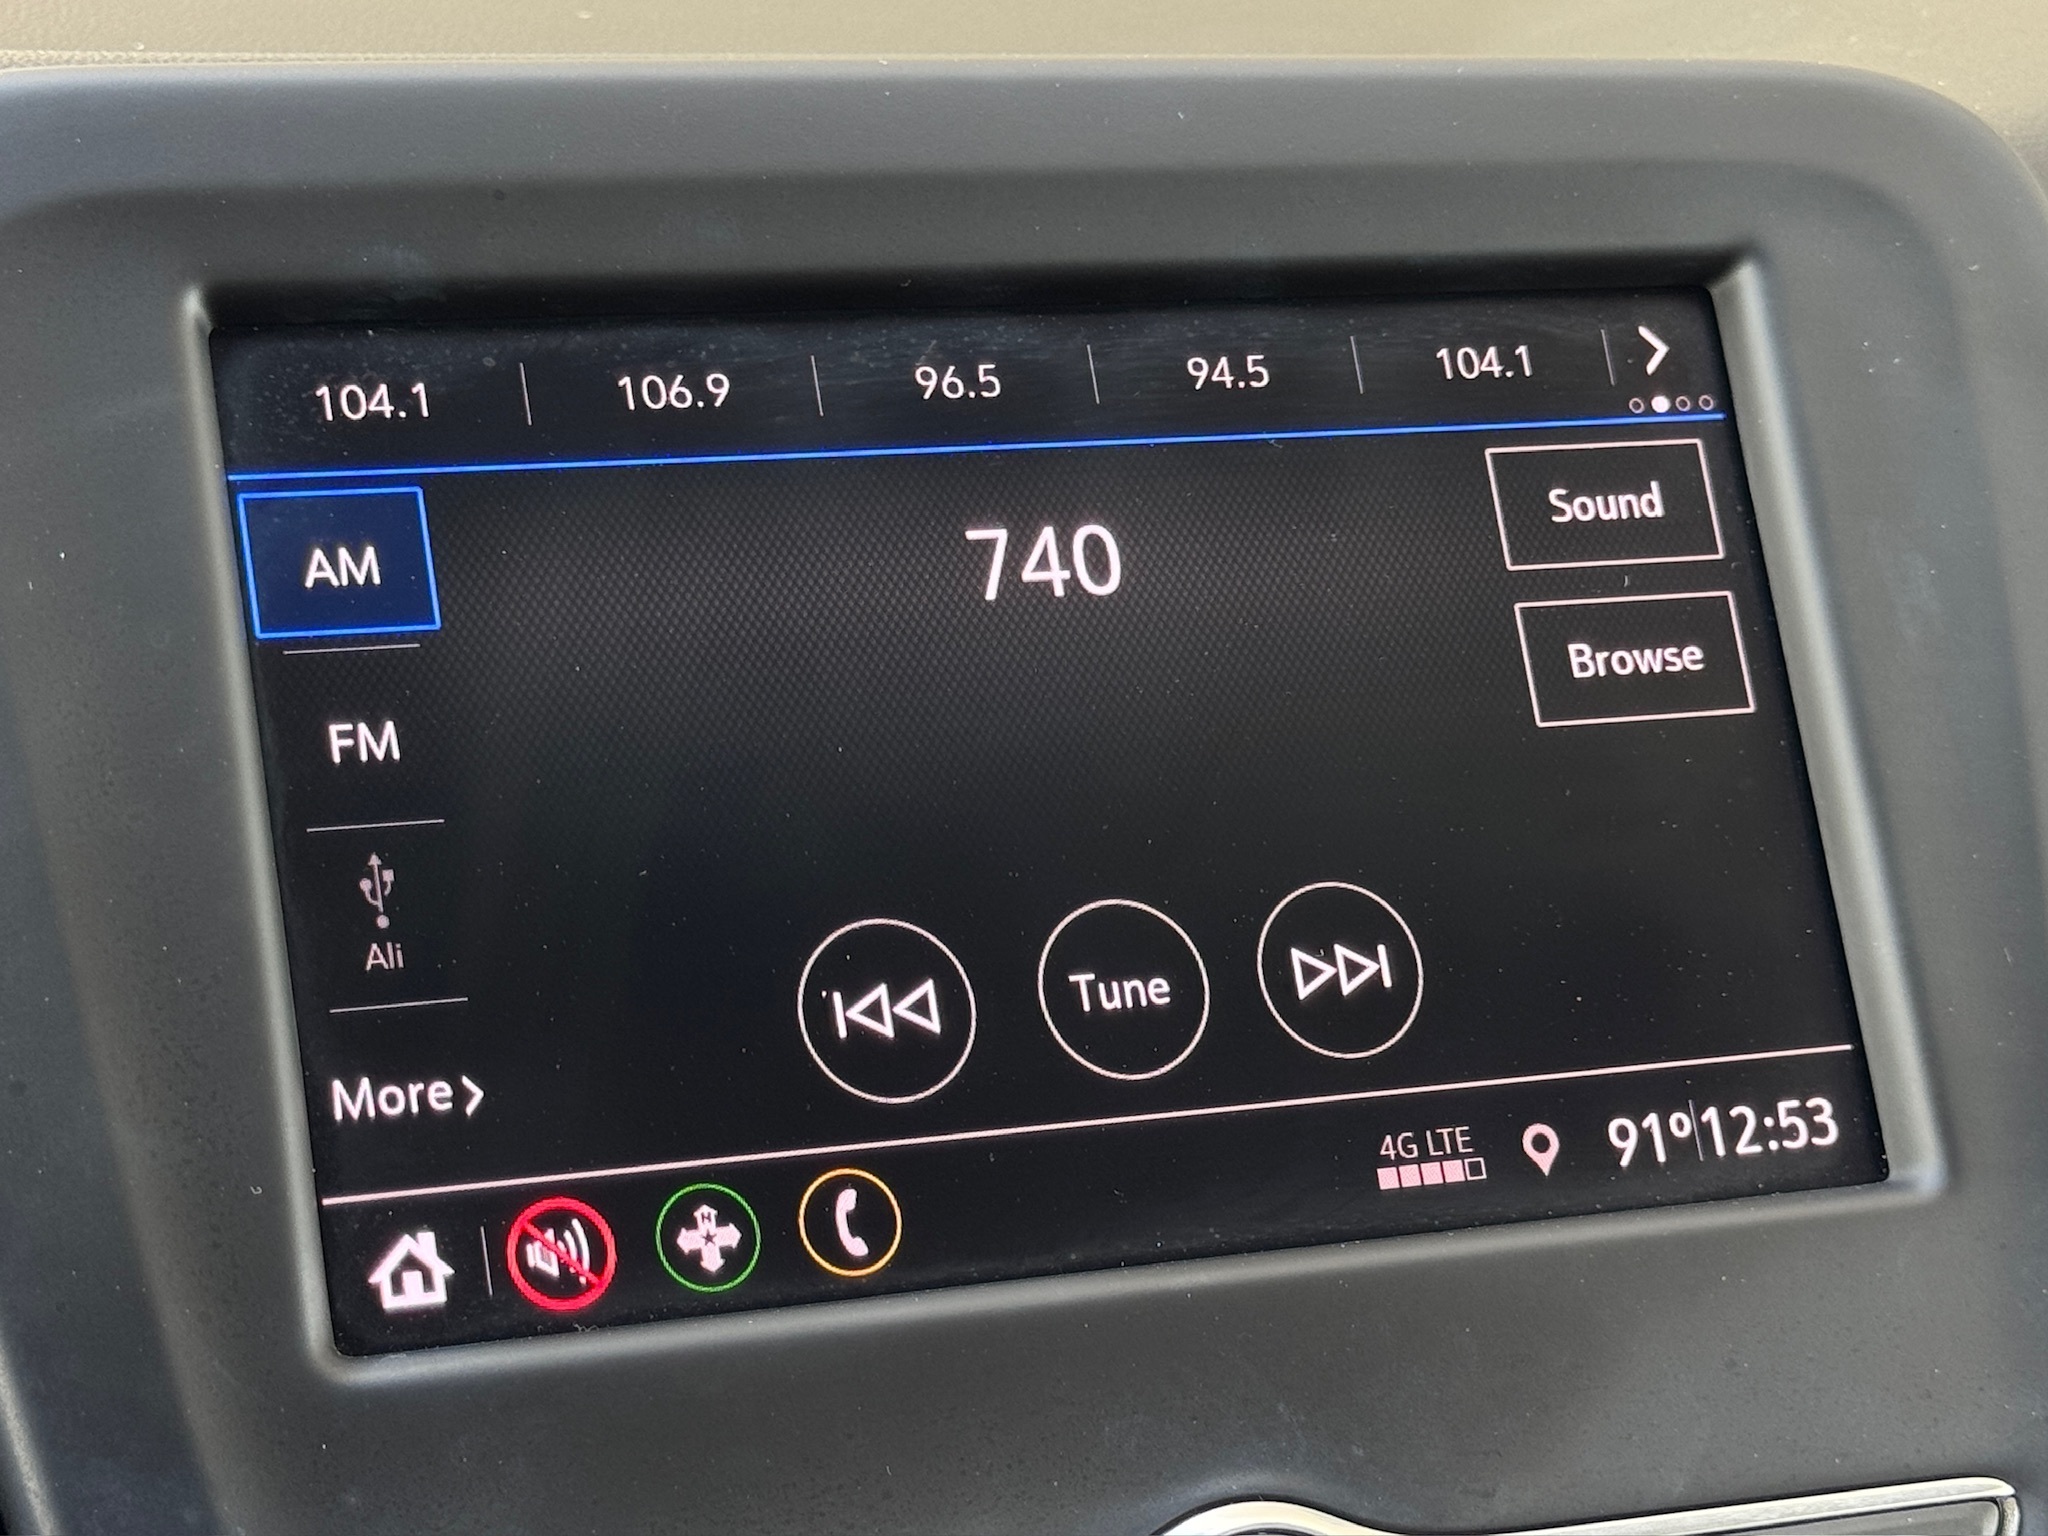 104.1 106.9 96.5 94.5 104.1
AM
740
Sound
Browse
FM
Ali
Tune
More
4G LTE
91° 12:53
N